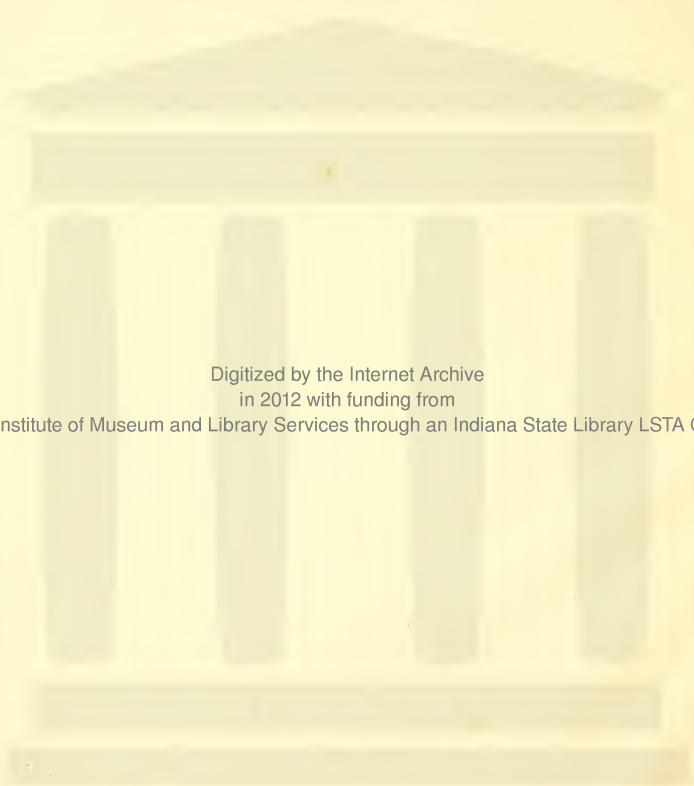 Digitized by the Internet Archive
in 2012 with funding from
nstitute of Museum and Library Services through an Indiana State Library LSTA